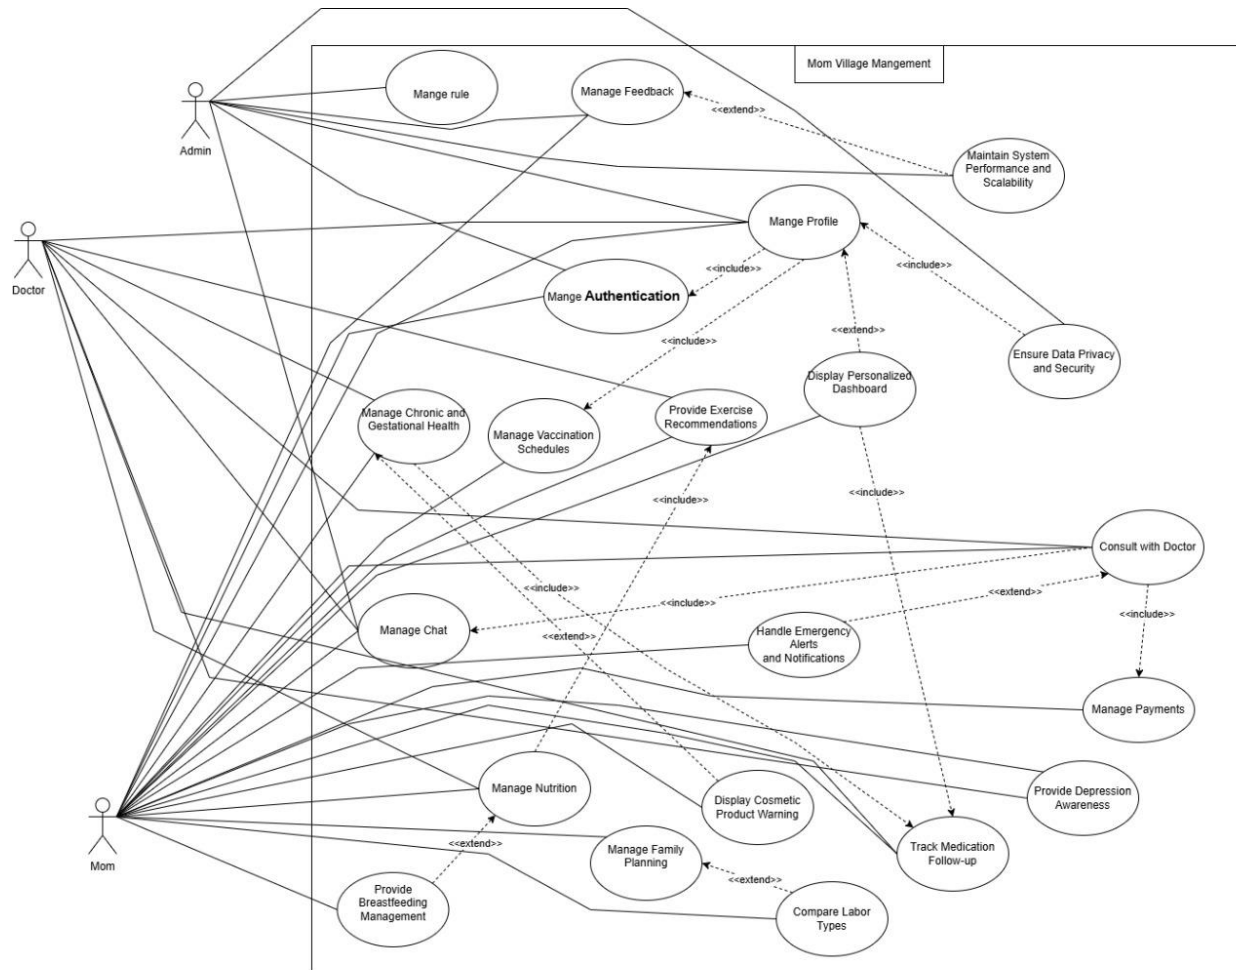 Mom Village Mangement
Mange rule
Manage Feedback
<<extend>>
Admin
Maintain System
Performance and
Scalability
Mange Profile
Doctor
<<include>>
<<include>>
Mange Authentication
<<extend>>
<<include>>
Ensure Data Privacy
and Security
Display Personalized
Dashboard
Manage Chronic and
Gestational Health
Manage Vaccination
Schedules
Provide Exercise
Recommendations
<<include>>
<<include>>
Consult with Doctor
<<include>>
<<extend>>
<<include>>
<<include>>
Manage Chat
<<extend>>
Handle Emergency
Alerts
and Notifications
Manage Payments
Manage Nutrition
Display Cosmetic
Product Warning
Provide Depression
Awareness
Mom
<<extend>>
Manage Family
Planning
Track Medication
Follow-up
<<extend>>
Provide
Breastfeeding
Management
Compare Labor
Types